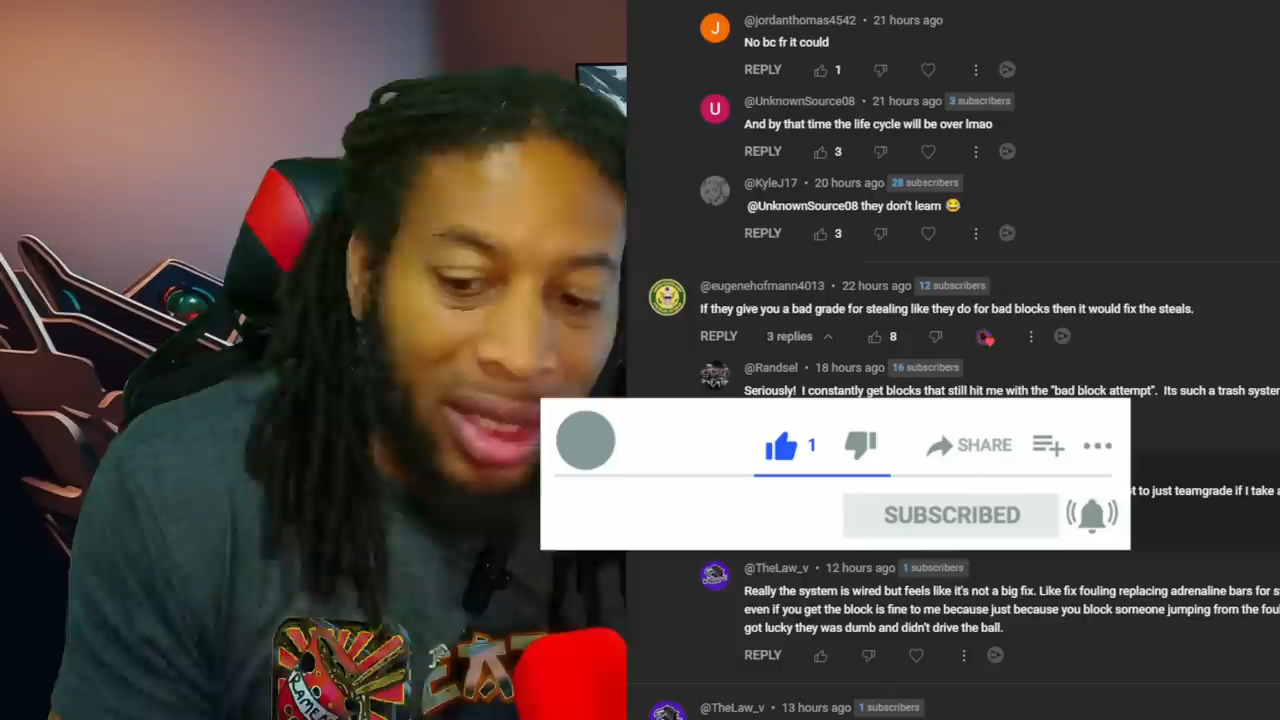 @jordanthomas4542 • 21 hours ago
No bc fr it could
REPLY 1
@UnknownSource08 • 21 hours ago 3 subscribers
And by that time the life cycle will be over lmao
REPLY 3
@KyleJ17 • 20 hours ago 28 subscribers
@UnknownSource08 they don't learn 😂
REPLY 3
@eugenehofmann4013 • 22 hours ago 12 subscribers
If they give you a bad grade for stealing like they do for bad blocks then it would fix the steals.
REPLY 3 replies 8
@Randsel • 18 hours ago 16 subscribers
Seriously! I constantly get blocks that still hit me with the "bad block attempt". Its such a trash system
1 SHARE
t to just teamgrade if I take a
SUBSCRIBED
@TheLaw_v • 12 hours ago 1 subscribers
Really the system is wired but feels like it's not a big fix. Like fix fouling replacing adrenaline bars for s
even if you get the block is fine to me because just because you block someone jumping from the foul
got lucky they was dumb and didn't drive the ball.
REPLY
RAMEN
EAT
@TheLaw_v • 13 hours ago 1 subscribers